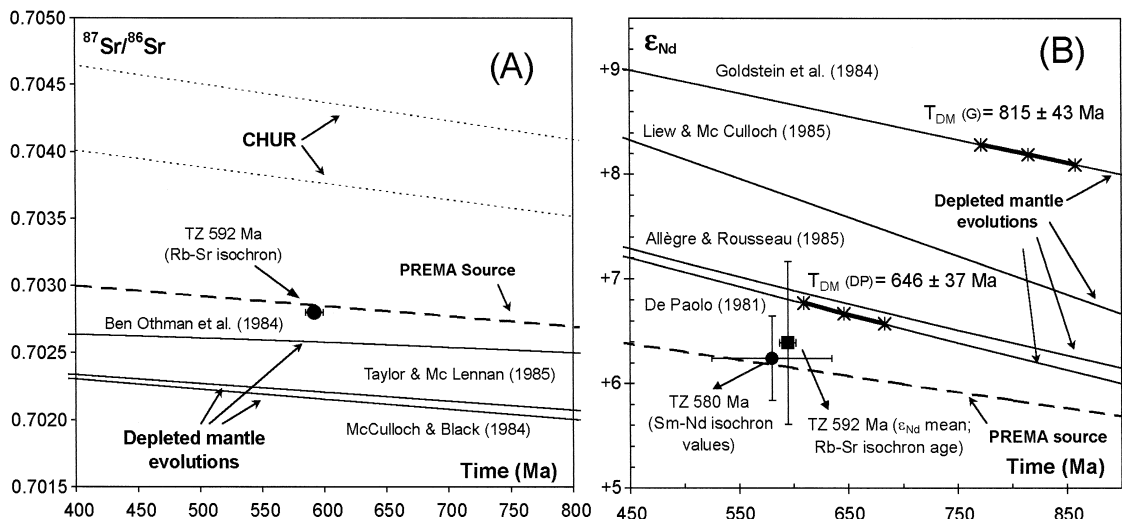 0.7050
0.7045
0.7040
0.7035
0.7030
0.7025
0.7020
0.7015
87Sr/86Sr
(A)
CHUR
TZ 592 Ma
(Rb-Sr isochron)
PREMA Source
Ben Othman et al. (1984)
Taylor & Mc Lennan (1985)
McCulloch & Black (1984)
Depleted mantle
evolutions
Time (Ma)
400 450 500 550 600 650 700 750 800
εNd
(B)
+9
+8
+7
+6
+5
Goldstein et al. (1984)
TDM (G) = 815 ± 43 Ma
Liew & Mc Culloch (1985)
Depleted mantle
evolutions
Allègre & Rousseau (1985)
TDM (DP) = 646 ± 37 Ma
De Paolo (1981)
TZ 580 Ma
(Sm-Nd isochron
values)
TZ 592 Ma (εNd mean;
Rb-Sr isochron age)
PREMA source
Time (Ma)
450 550 650 750 850